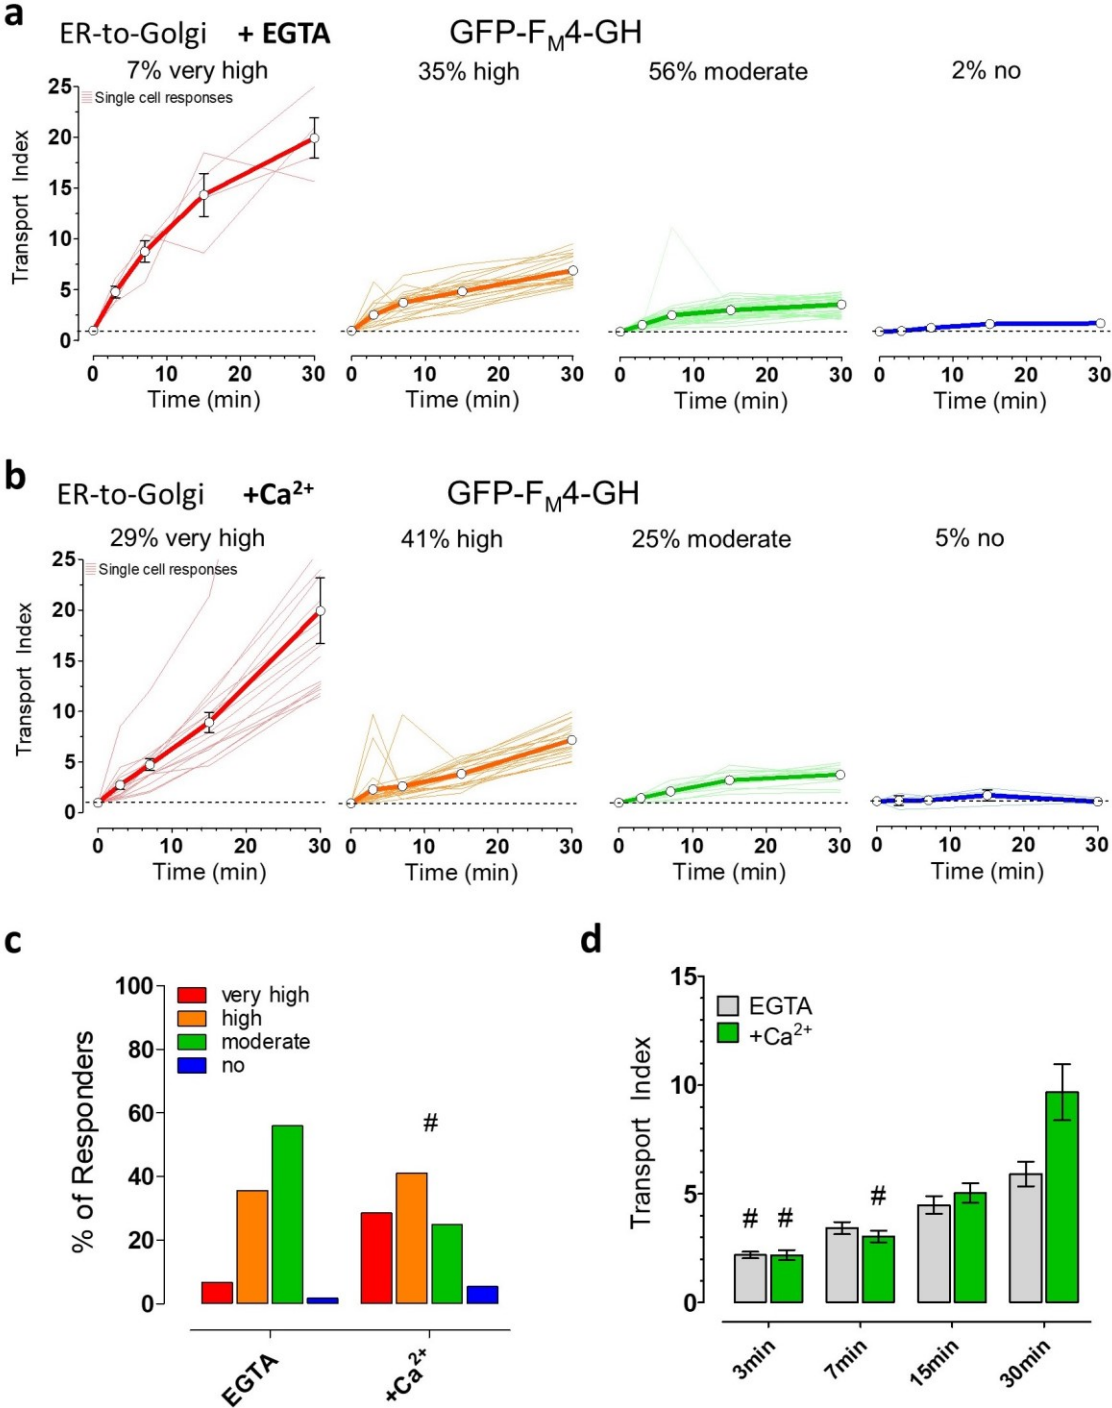 a
ER-to-Golgi + EGTA GFP-FM4-GH
7% very high 35% high 56% moderate 2% no
Single cell responses
Transport Index
25
20
15
10
5
0
0 10 20 30 0 10 20 30 0 10 20 30 0 10 20 30
Time (min) Time (min) Time (min) Time (min)
b
ER-to-Golgi +Ca2+ GFP-FM4-GH
29% very high 41% high 25% moderate 5% no
Single cell responses
Transport Index
25
20
15
10
5
0
0 10 20 30 0 10 20 30 0 10 20 30 0 10 20 30
Time (min) Time (min) Time (min) Time (min)
c
% of Responders
100
80
60
40
20
0
very high
high
moderate
no
#
EGTA +Ca2+
d
Transport Index
15
10
5
0
EGTA
+Ca2+
# # #
3min 7min 15min 30min